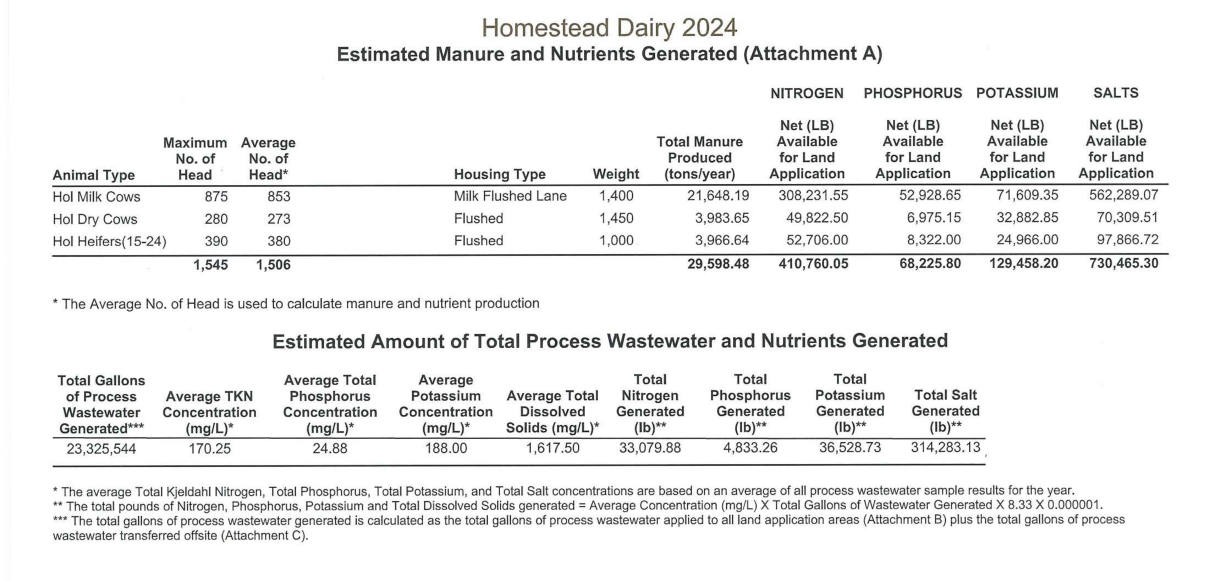 Homestead Dairy 2024
Estimated Manure and Nutrients Generated (Attachment A)
NITROGEN PHOSPHORUS POTASSIUM SALTS
Animal Type Maximum No. of Head Average No. of Head* Housing Type Weight Total Manure Produced (tons/year) Net (LB) Available for Land Application Net (LB) Available for Land Application Net (LB) Available for Land Application Net (LB) Available for Land Application
Hol Milk Cows 875 853 Milk Flushed Lane 1,400 21,648.19 308,231.55 52,928.65 71,609.35 562,289.07
Hol Dry Cows 280 273 Flushed 1,450 3,983.65 49,822.50 6,975.15 32,882.85 70,309.51
Hol Heifers(15-24) 390 380 Flushed 1,000 3,966.64 52,706.00 8,322.00 24,966.00 97,866.72
1,545 1,506 29,598.48 410,760.05 68,225.80 129,458.20 730,465.30
* The Average No. of Head is used to calculate manure and nutrient production
Estimated Amount of Total Process Wastewater and Nutrients Generated
Total Gallons of Process Wastewater Generated*** Average TKN Concentration (mg/L)* Average Total Phosphorus Concentration (mg/L)* Average Potassium Concentration (mg/L)* Average Total Dissolved Solids (mg/L)* Total Nitrogen Generated (lb)** Total Phosphorus Generated (lb)** Total Potassium Generated (lb)** Total Salt Generated (lb)**
23,325,544 170.25 24.88 188.00 1,617.50 33,079.88 4,833.26 36,528.73 314,283.13
* The average Total Kjeldahl Nitrogen, Total Phosphorus, Total Potassium, and Total Salt concentrations are based on an average of all process wastewater sample results for the year.
** The total pounds of Nitrogen, Phosphorus, Potassium and Total Dissolved Solids generated = Average Concentration (mg/L) X Total Gallons of Wastewater Generated X 8.33 X 0.000001.
*** The total gallons of process wastewater generated is calculated as the total gallons of process wastewater applied to all land application areas (Attachment B) plus the total gallons of process
wastewater transferred offsite (Attachment C).